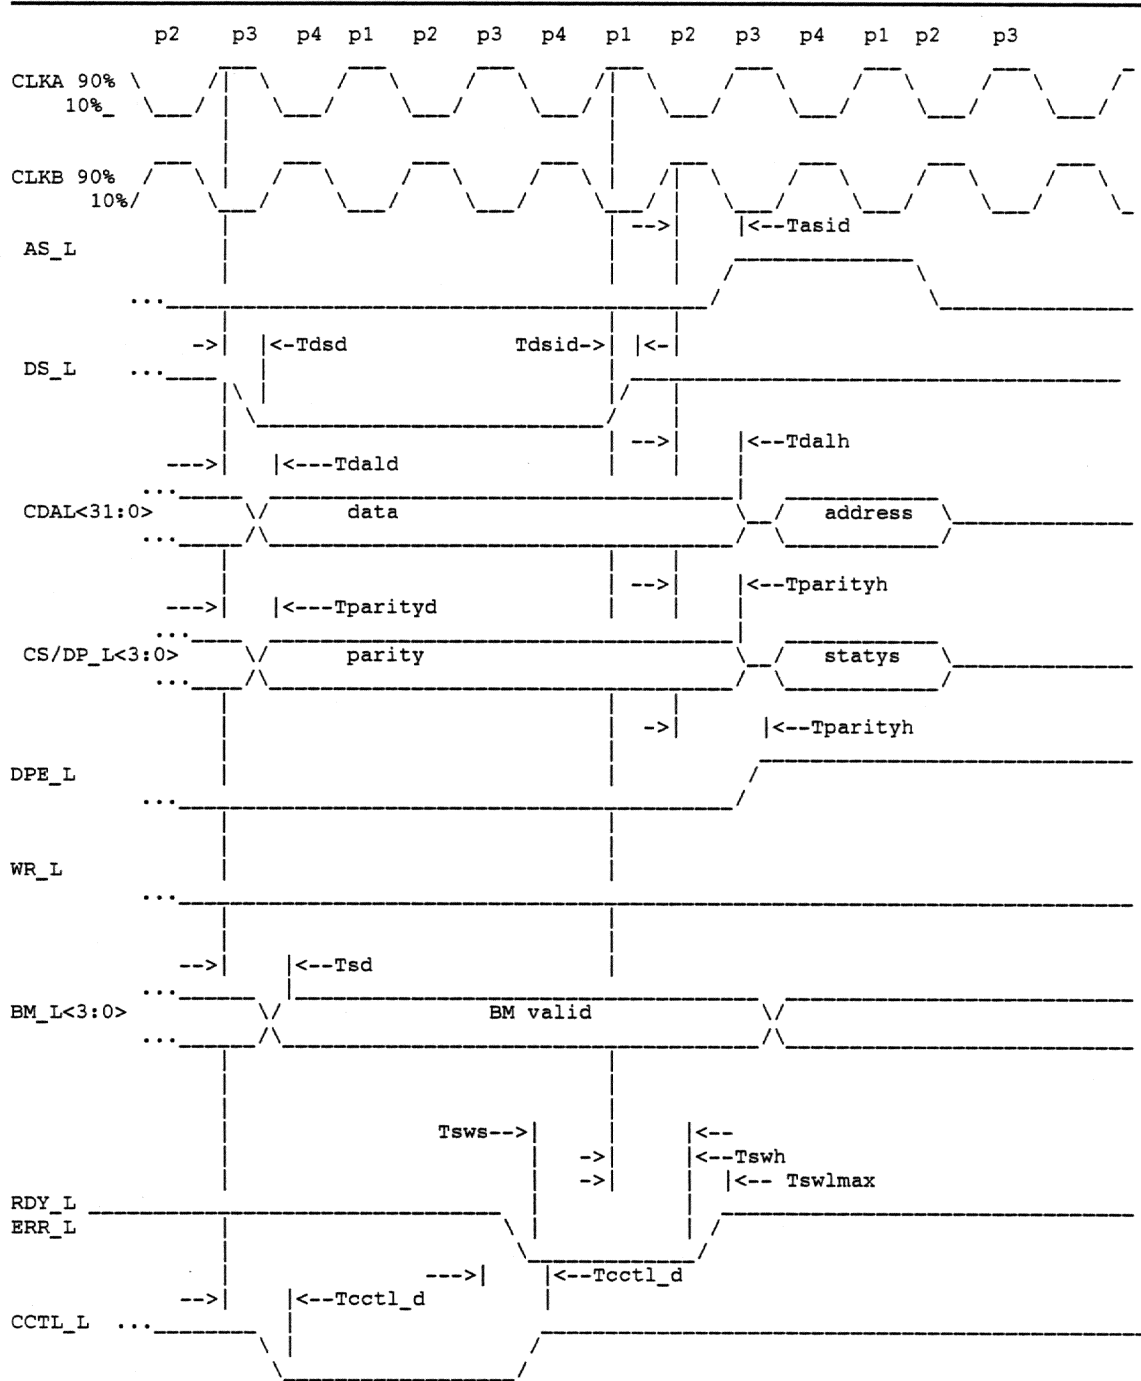 p2 p3 p4 p1 p2 p3 p4 p1 p2 p3 p4 p1 p2 p3
CLKA 90%
10%
CLKB 90%
10%
-->| |<--Tasid
AS_L
...
->| |<-Tdsd Tdsid->| |<-|
DS_L ...
-->| |<--Tdalh
--->| |<---Tdald
...
CDAL<31:0> data address
...
-->| |<--Tparityh
--->| |<---Tparityd
...
CS/DP_L<3:0> parity statys
...
->| |<--Tparityh
DPE_L
...
WR_L
...
-->| |<--Tsd
...
BM_L<3:0> BM valid
...
Tsws-->| |<--
->| |<--Tswh
->| |<-- Tswlmax
RDY_L
ERR_L
--->| |<--Tcctl_d
-->| |<--Tcctl_d
CCTL_L ...